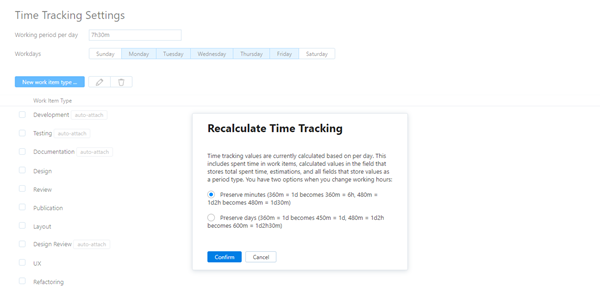 Time Tracking Settings
Working period per day: 7h30m
Workdays Sunday Monday Tuesday Wednesday Thursday Friday Saturday
New work item type ...
Work Item Type
Development auto-attach
Testing auto-attach
Documentation auto-attach
Design
Review
Publication
Layout
Design Review auto-attach
UX
Refactoring
Recalculate Time Tracking
Time tracking values are currently calculated based on per day. This
includes spent time in work items, calculated values in the field that
stores total spent time, estimations, and all fields that store values as
a period type. You have two options when you change working hours:
Preserve minutes (360m = 1d becomes 360m = 6h, 480m =
1d2h becomes 480m = 1d30m)
Preserve days (360m = 1d becomes 450m = 1d, 480m = 1d2h
becomes 600m = 1d2h30m)
Confirm Cancel